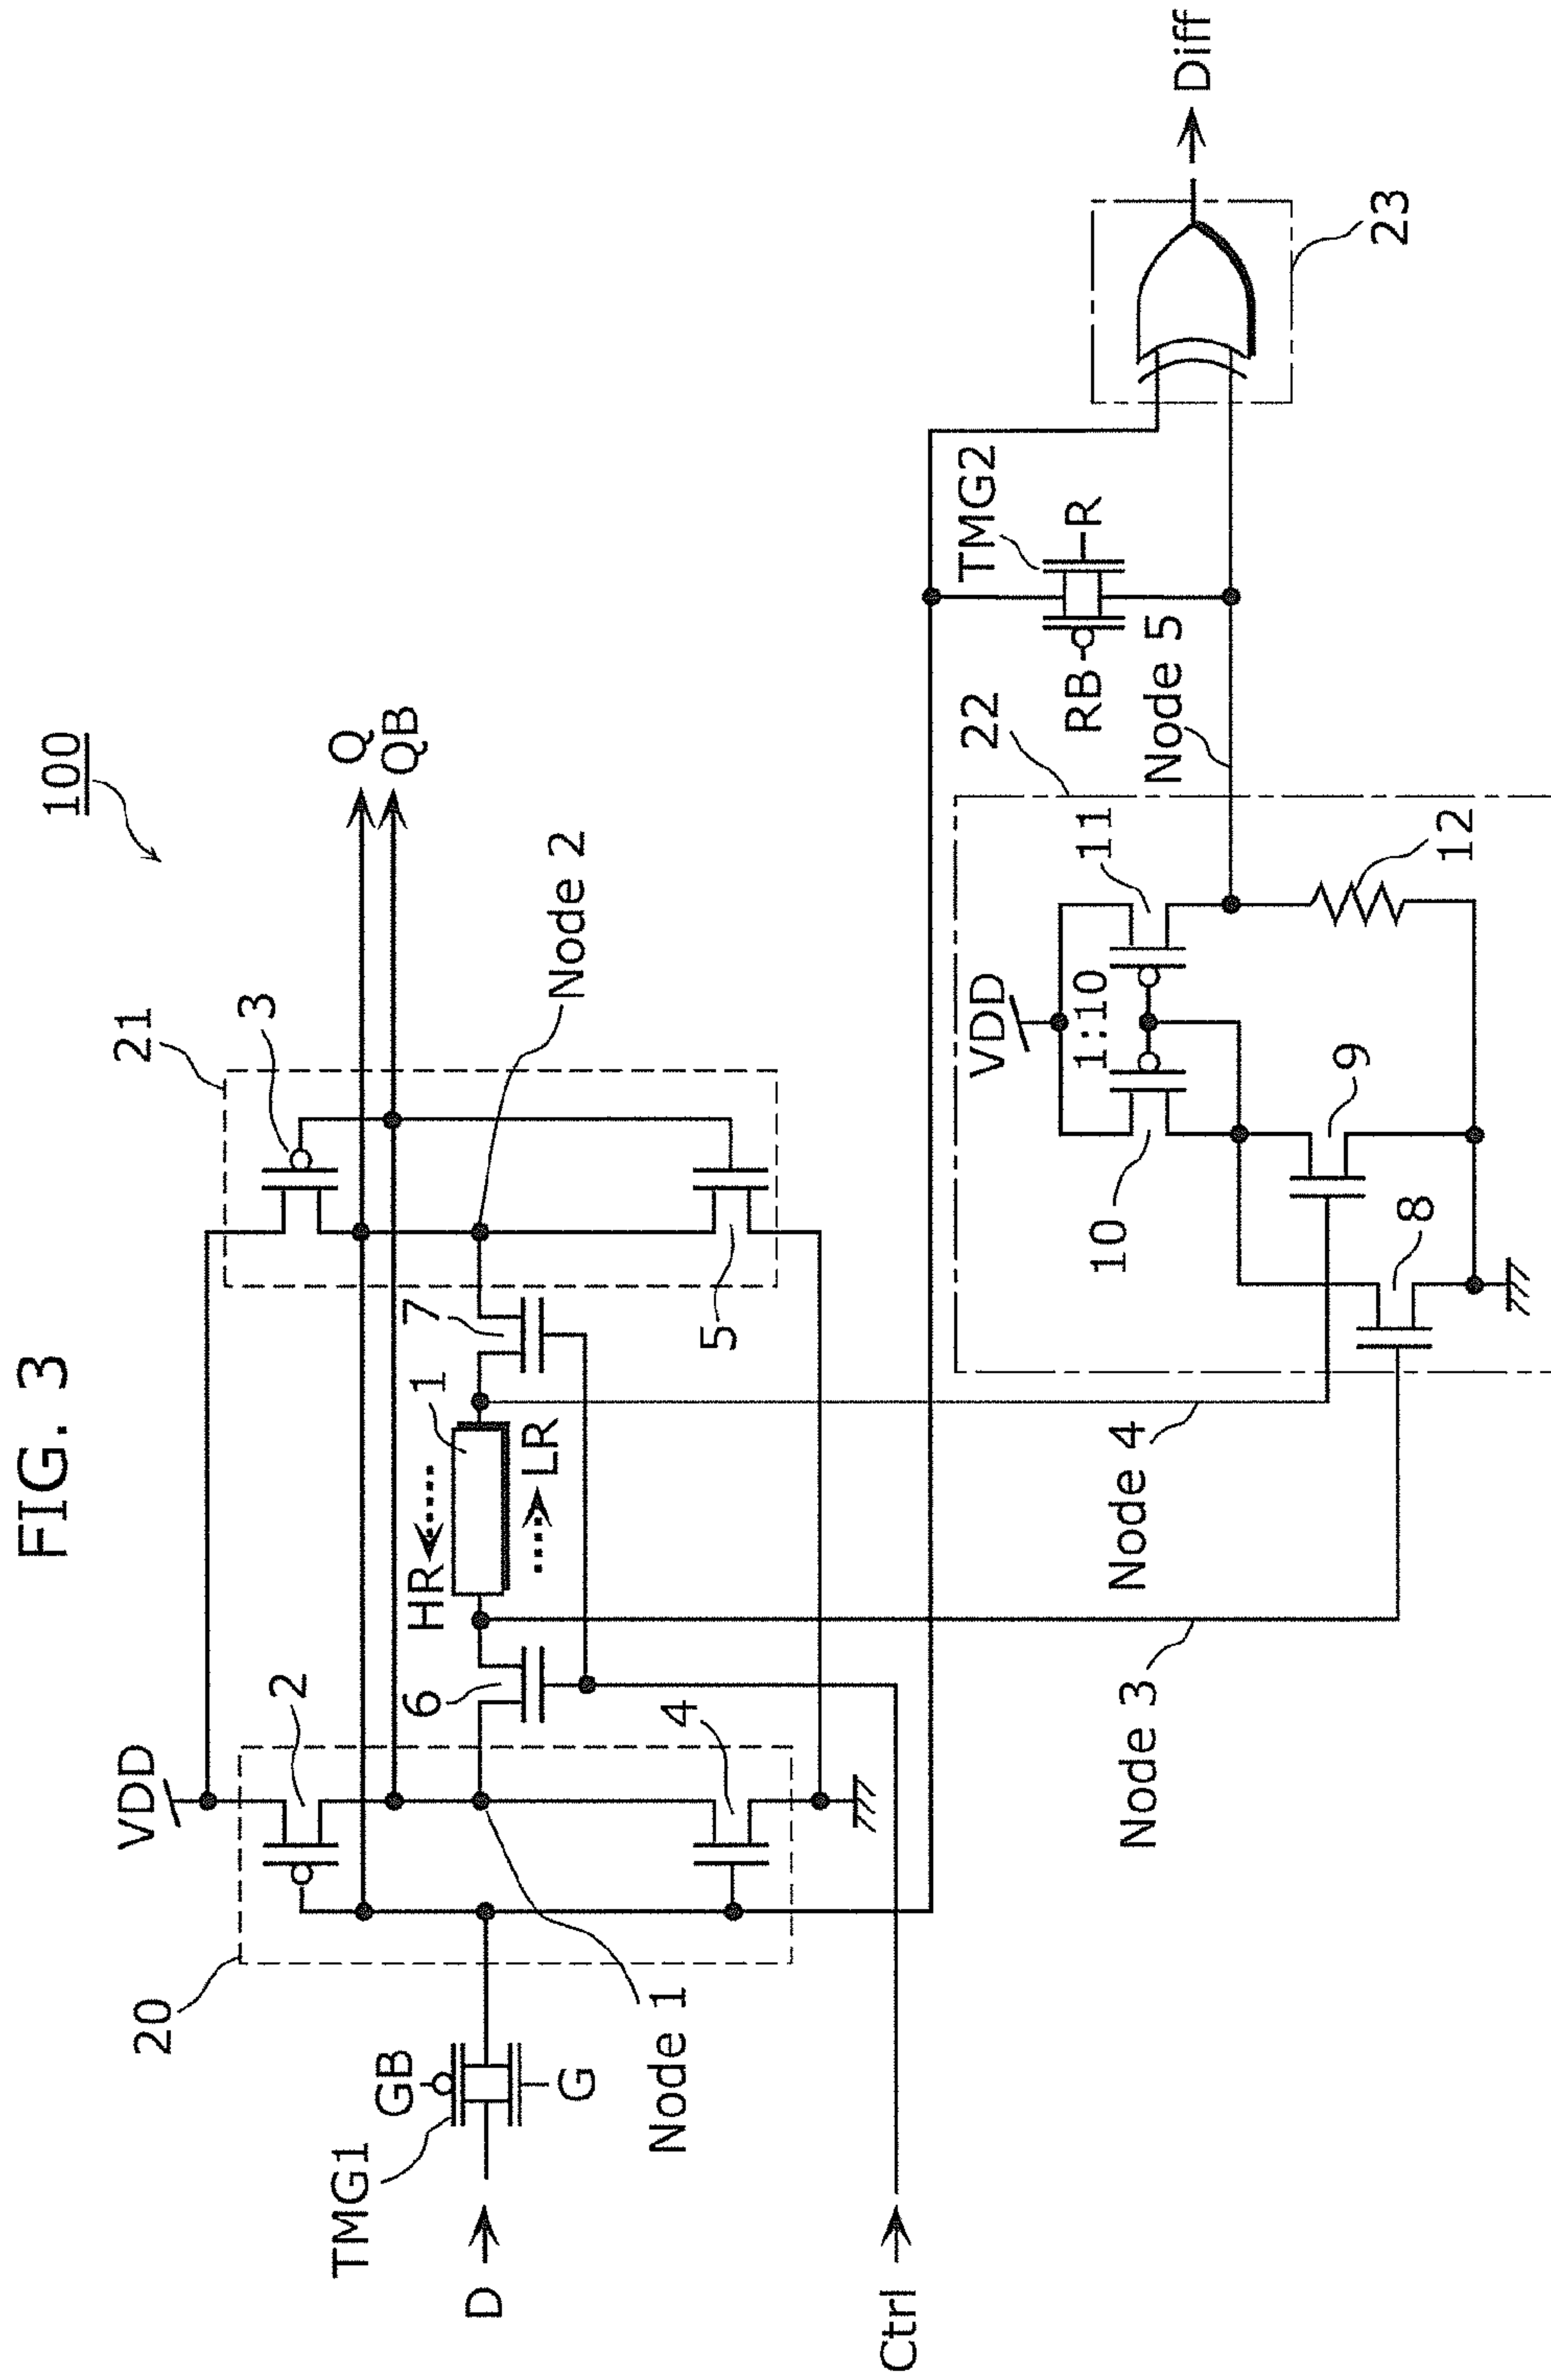 FIG. 3
100
VDD
2
20
21
3
Q
QB
HR
1
7
6
LR
Node 2
TMG1
GB
G
D
Node 1
4
5
Ctrl
Node 3
Node 4
22
VDD
1:10
10
11
9
8
12
Node 5
TMG2
RB
R
23
Diff